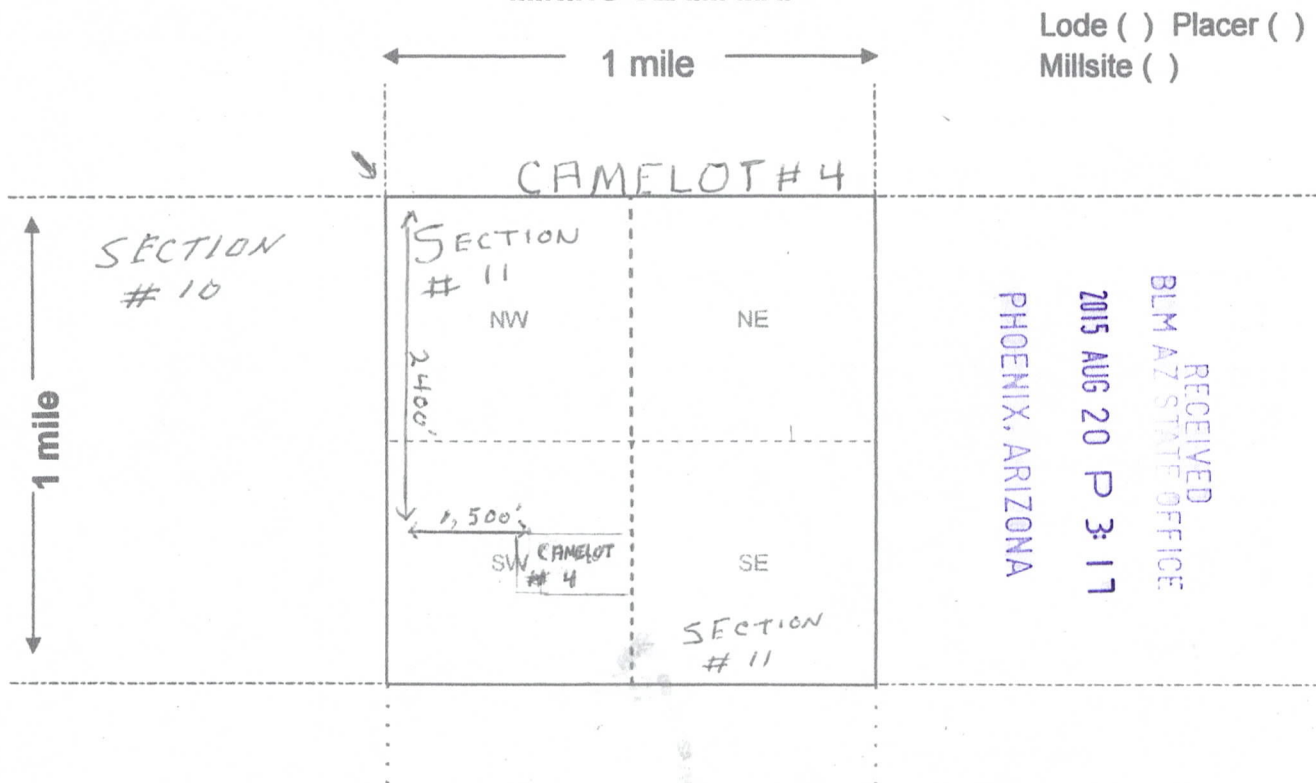 Lode ( ) Placer ( )
Millsite ( )
1 mile
CAMELOT # 4
SECTION
# 10
SECTION
# 11
NW
NE
2400'
1 mile
1,500'
SW
CAMELOT
# 4
SE
SECTION
# 11
RECEIVED
BLM AZ STATE OFFICE
2015 AUG 20 P 3:17
PHOENIX, ARIZONA